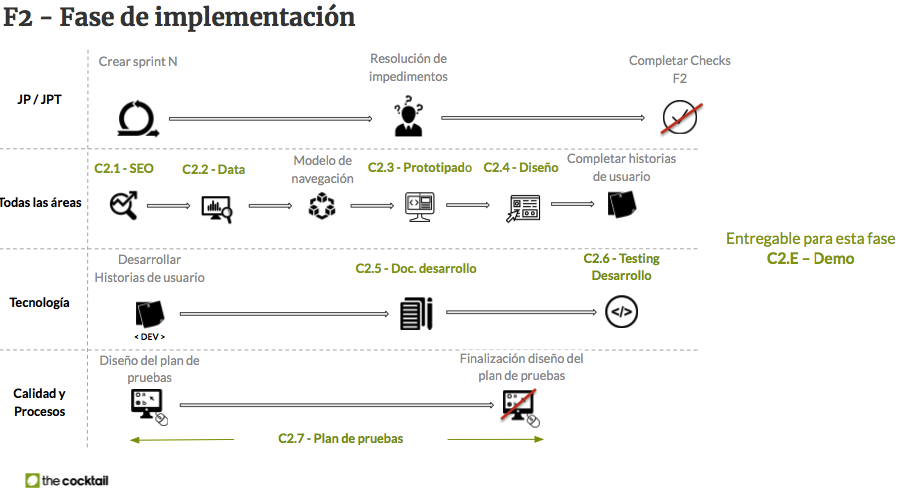 F2 - Fase de implementación
JP / JPT
Crear sprint N
Resolución de
impedimentos
Completar Checks
F2
Todas las áreas
C2.1 - SEO
C2.2 - Data
Modelo de
navegación
C2.3 - Prototipado
C2.4 - Diseño
Completar historias
de usuario
Tecnología
Desarrollar
Historias de usuario
< DEV >
C2.5 - Doc. desarrollo
C2.6 - Testing
Desarrollo
</>
Calidad y
Procesos
Diseño del plan de
pruebas
Finalización diseño del
plan de pruebas
C2.7 - Plan de pruebas
Entregable para esta fase
C2.E – Demo
the cocktail